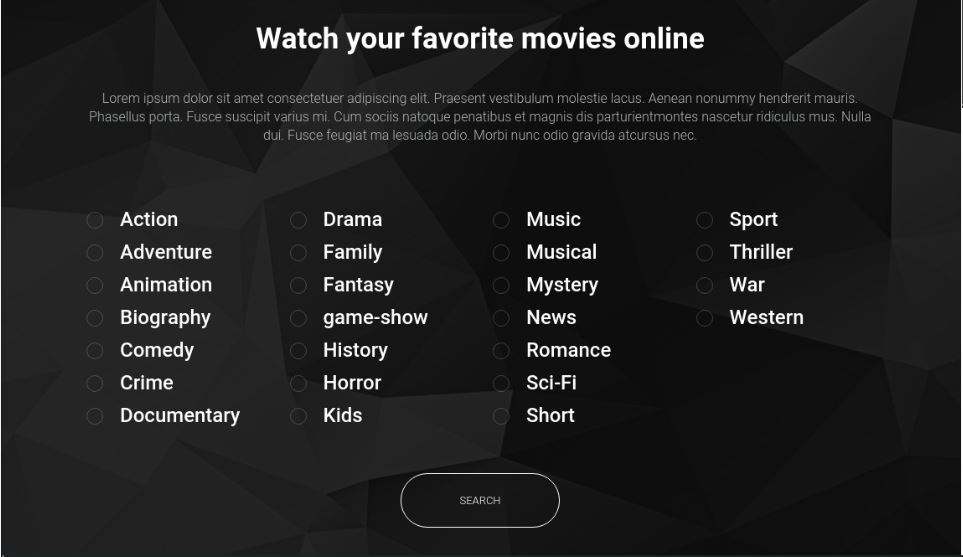 Watch your favorite movies online
Lorem ipsum dolor sit amet consectetuer adipiscing elit. Praesent vestibulum molestie lacus. Aenean nonummy hendrerit mauris.
Phasellus porta. Fusce suscipit varius mi. Cum sociis natoque penatibus et magnis dis parturientmontes nascetur ridiculus mus. Nulla
dui. Fusce feugiat ma lesuada odio. Morbi nunc odio gravida atcursus nec.
Action
Adventure
Animation
Biography
Comedy
Crime
Documentary
Drama
Family
Fantasy
game-show
History
Horror
Kids
Music
Musical
Mystery
News
Romance
Sci-Fi
Short
Sport
Thriller
War
Western
SEARCH